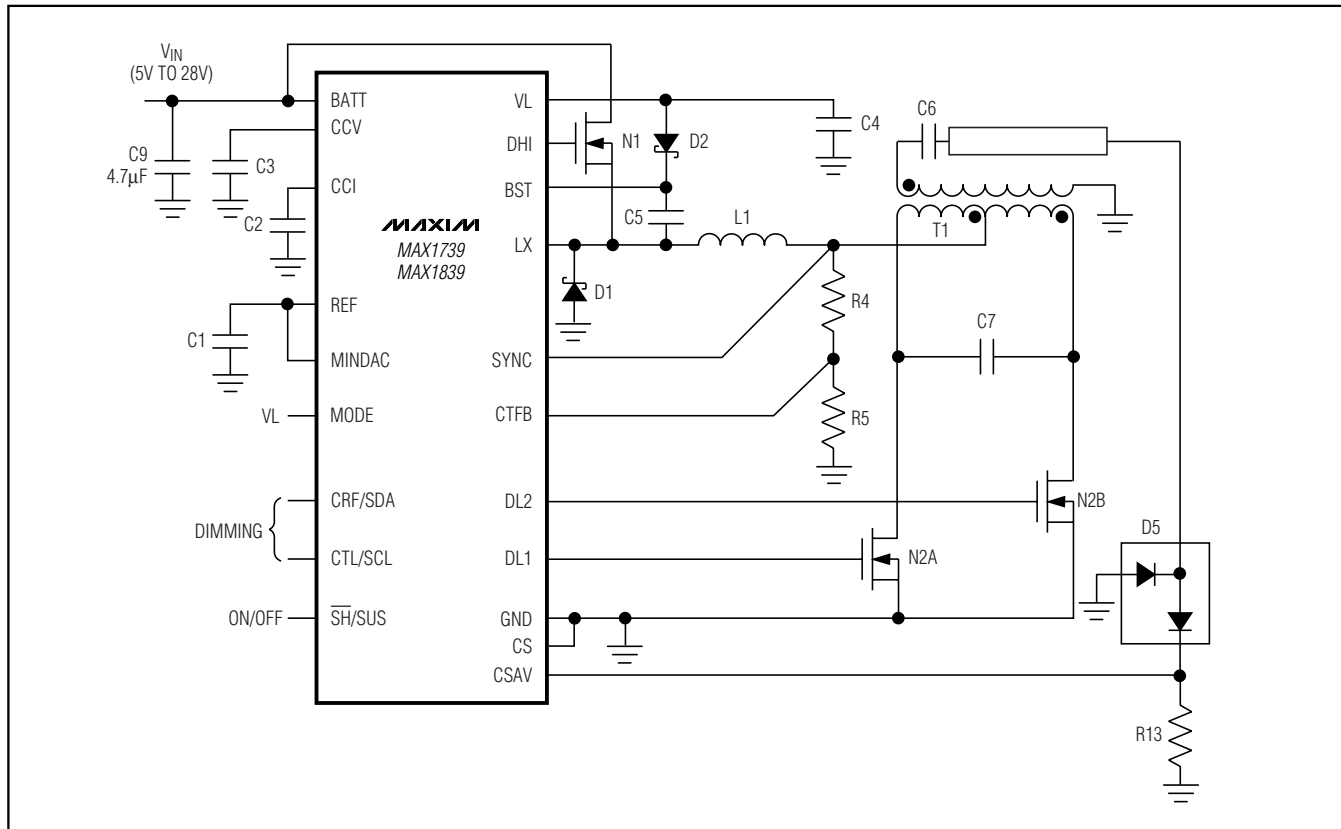 VIN
(5V TO 28V)
C9
4.7μF
C3
C2
C1
VL
DIMMING
ON/OFF
BATT
CCV
CCI
REF
MINDAC
MODE
CRF/SDA
CTL/SCL
SH/SUS
MAXIM
MAX1739
MAX1839
VL
DHI
BST
LX
SYNC
CTFB
DL2
DL1
GND
CS
CSAV
N1
D2
C4
C5
L1
D1
R4
R5
C6
T1
C7
N2B
N2A
D5
R13